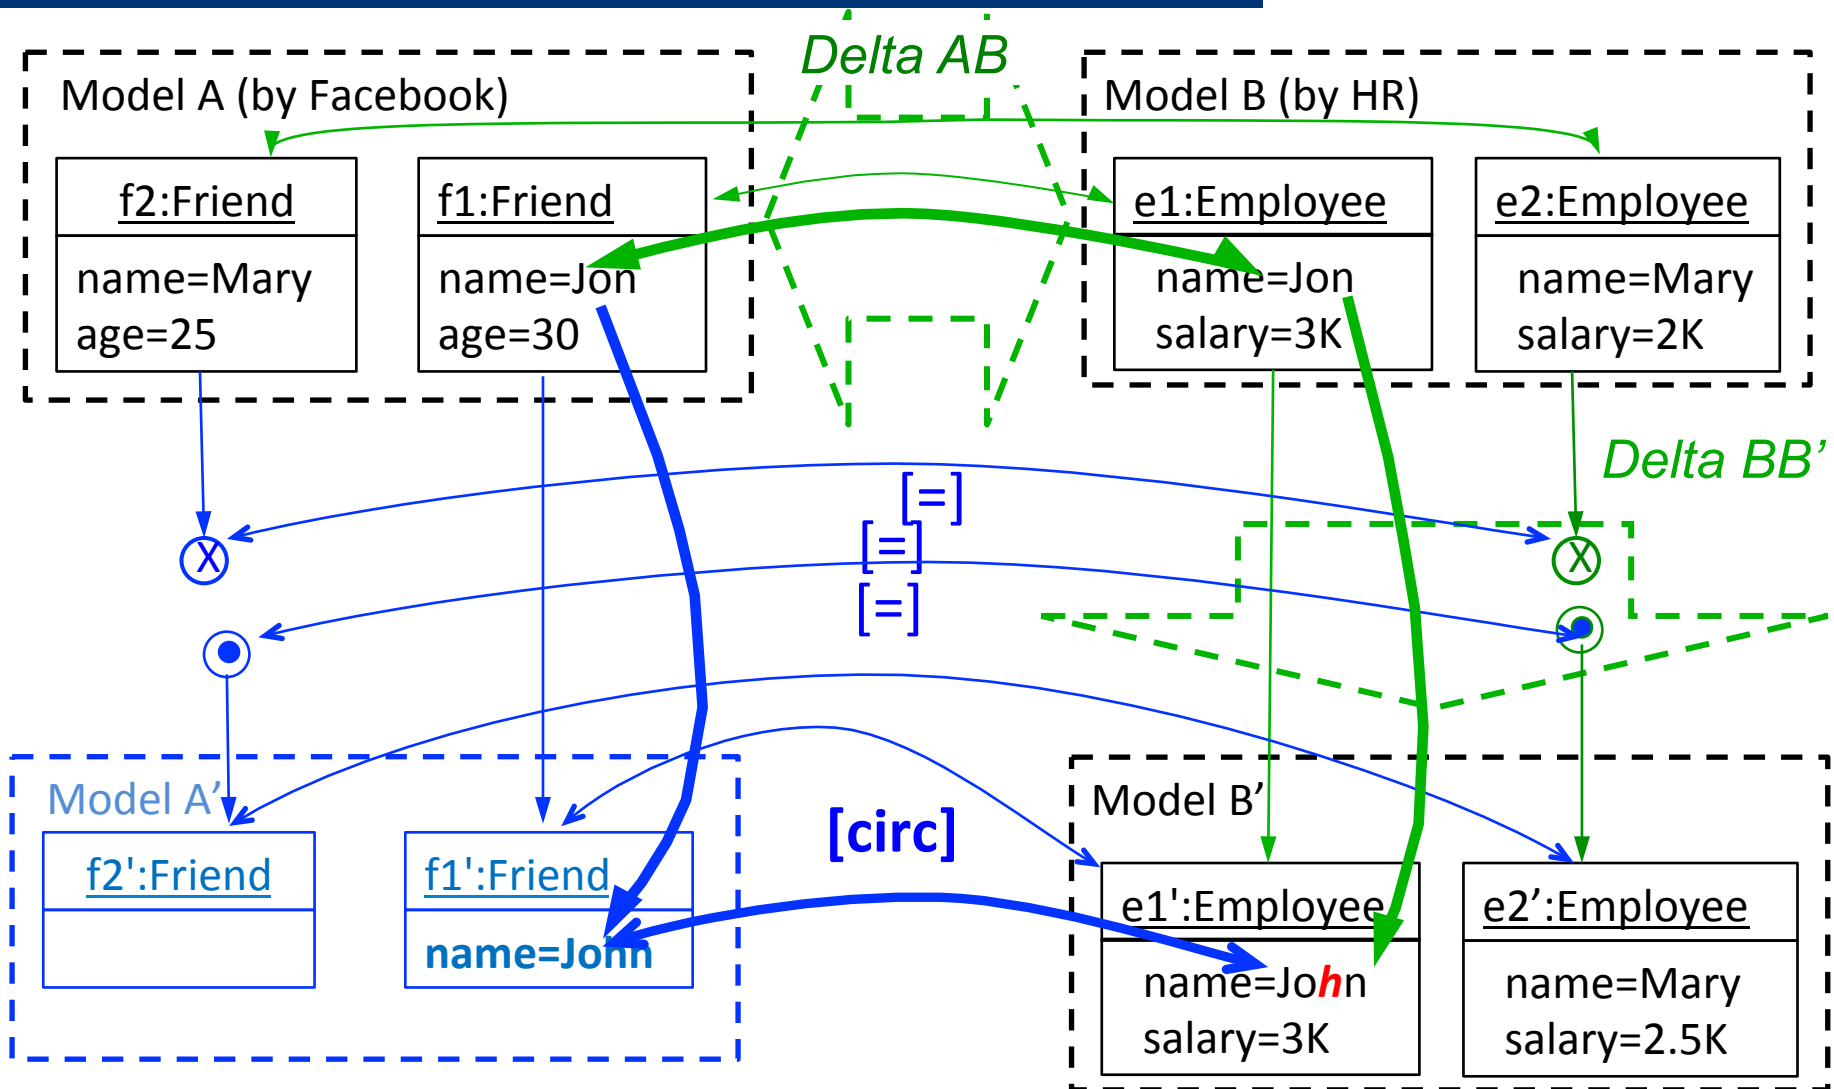 Delta AB
Model A (by Facebook)
Model B (by HR)
f2:Friend
name=Mary
age=25
f1:Friend
name=Jon
age=30
e1:Employee
name=Jon
salary=3K
e2:Employee
name=Mary
salary=2K
Delta BB’
[=]
[=]
[=]
X
X
Model A’
f2':Friend
f1':Friend
name=John
[circ]
Model B’
e1':Employee
name=John
salary=3K
e2’:Employee
name=Mary
salary=2.5K